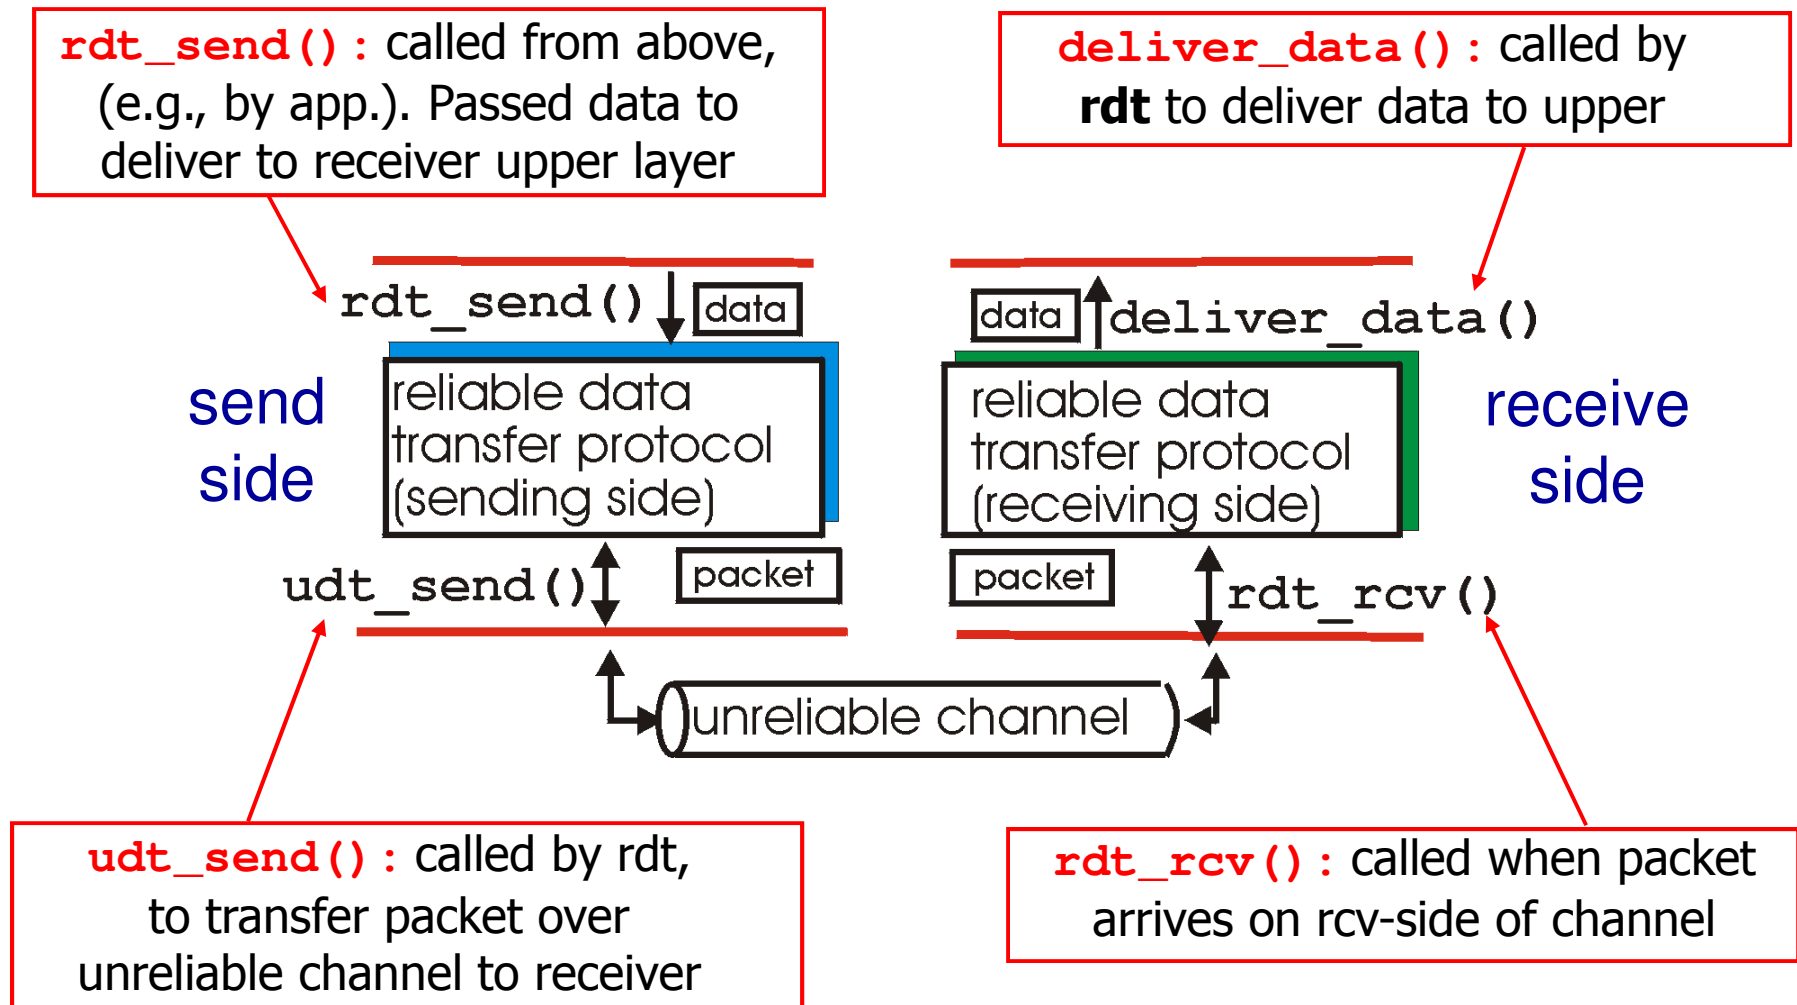 rdt_send(): called from above,
(e.g., by app.). Passed data to
deliver to receiver upper layer
deliver_data(): called by
rdt to deliver data to upper
rdt_send()
data
data
deliver_data()
send
side
reliable data
transfer protocol
(sending side)
reliable data
transfer protocol
(receiving side)
receive
side
udt_send()
packet
packet
rdt_rcv()
unreliable channel
udt_send(): called by rdt,
to transfer packet over
unreliable channel to receiver
rdt_rcv(): called when packet
arrives on rcv-side of channel